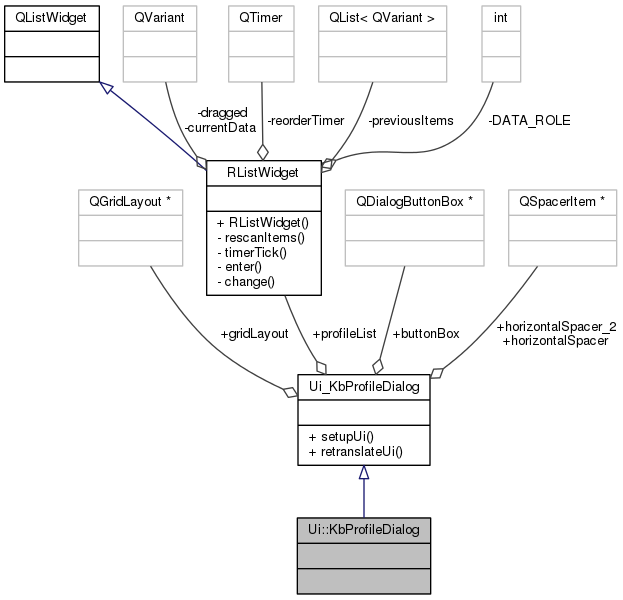 QListWidget
QVariant
QTimer
QList< QVariant >
int
-dragged
-currentData
-reorderTimer
-previousItems
-DATA_ROLE
RListWidget
+ RListWidget()
- rescanItems()
- timerTick()
- enter()
- change()
QGridLayout *
QDialogButtonBox *
QSpacerItem *
+gridLayout
+profileList
+buttonBox
+horizontalSpacer_2
+horizontalSpacer
Ui_KbProfileDialog
+ setupUi()
+ retranslateUi()
Ui::KbProfileDialog